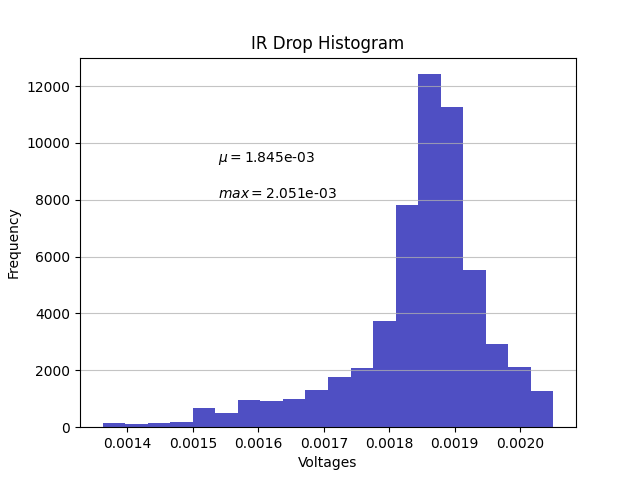 IR Drop Histogram
12000
10000
8000
6000
4000
2000
0
Frequency
μ = 1.845e-03
max = 2.051e-03
0.0014 0.0015 0.0016 0.0017 0.0018 0.0019 0.0020
Voltages